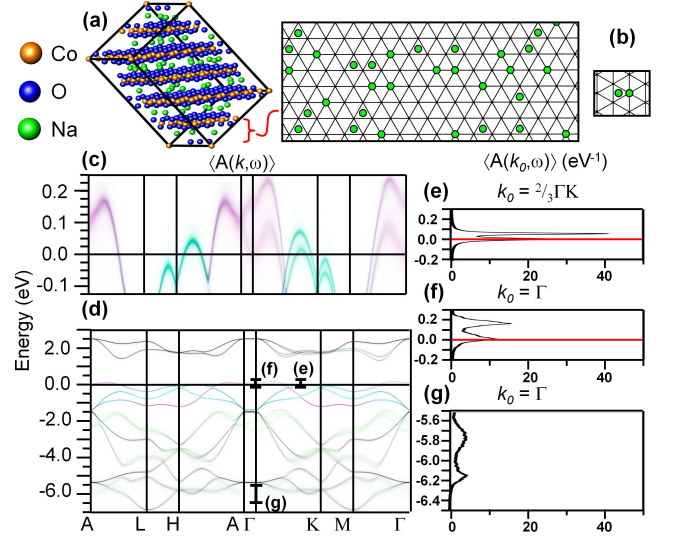 (a)
Co
O
Na
(b)
(c)
⟨A(k,ω)⟩
0.2
0.1
0.0
-0.1
Energy (eV)
(d)
2.0
0.0
-2.0
-4.0
-6.0
(f)
(e)
(g)
A L H A Γ K M Γ
⟨A(k₀,ω)⟩ (eV⁻¹)
(e) k₀ = ²/₃ΓK
0.2
0.0
-0.2
0 20 40
(f) k₀ = Γ
0.2
0.0
-0.2
0 20 40
(g) k₀ = Γ
-5.6
-5.8
-6.0
-6.2
-6.4
0 20 40